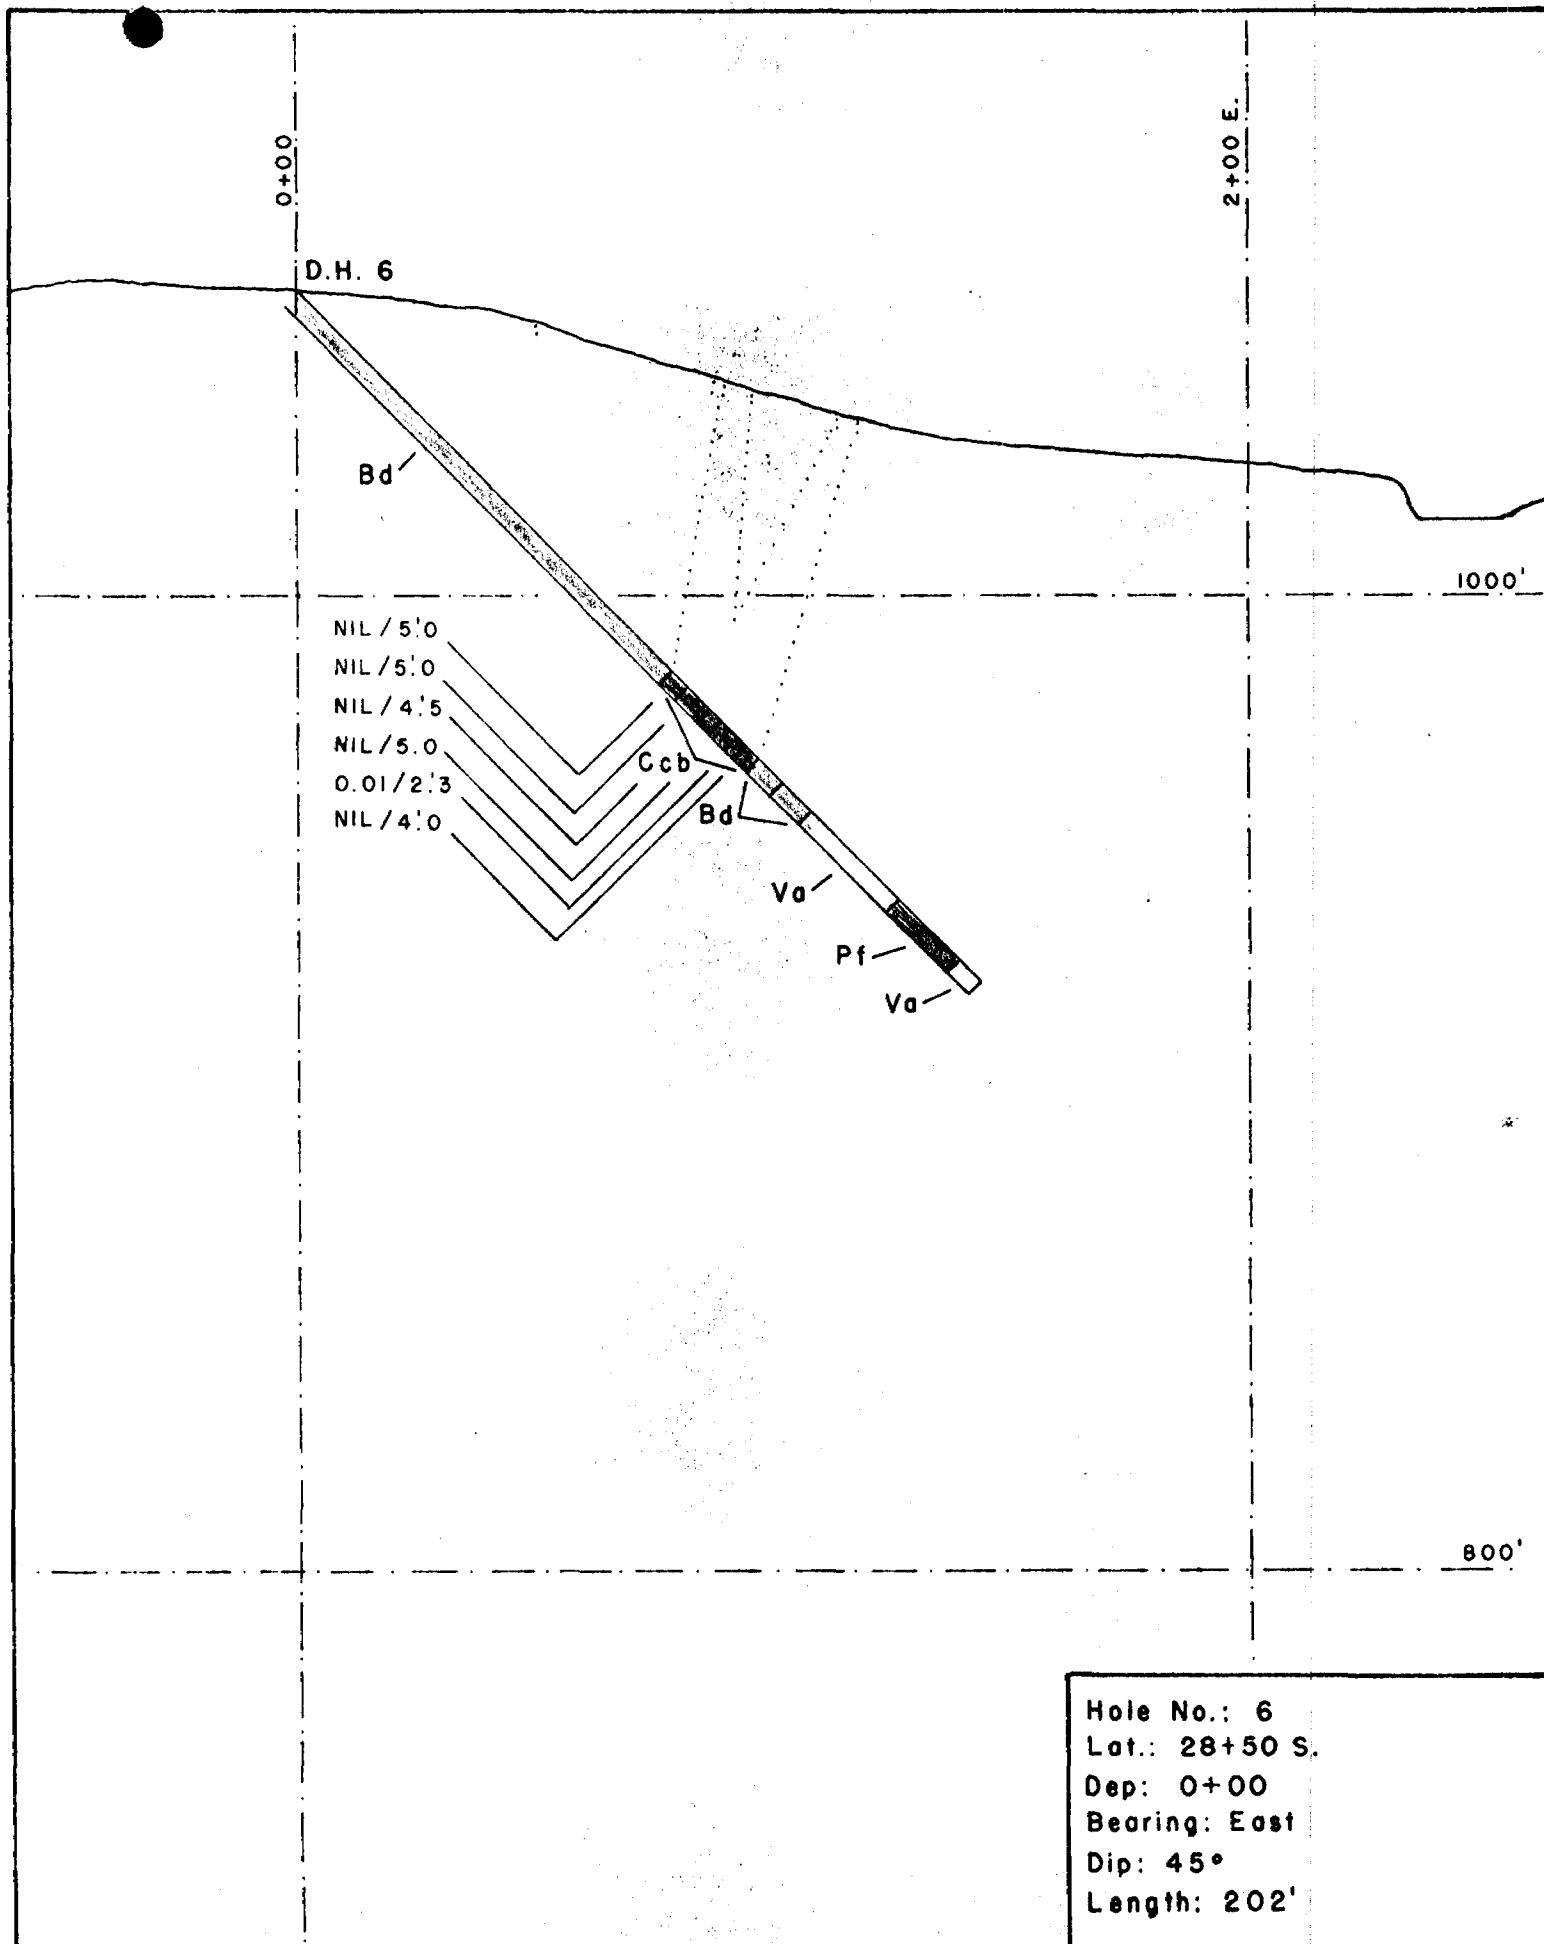 0+00
2+00 E.
D.H. 6
Bd
1000'
NIL/5'.0
NIL/5'.0
NIL/4'.5
NIL/5.0
0.01/2'.3
NIL/4'.0
Ccb
Bd
Va
Pf
Va
800'
Hole No.: 6
Lat.: 28+50 S.
Dep: 0+00
Bearing: East
Dip: 45°
Length: 202'